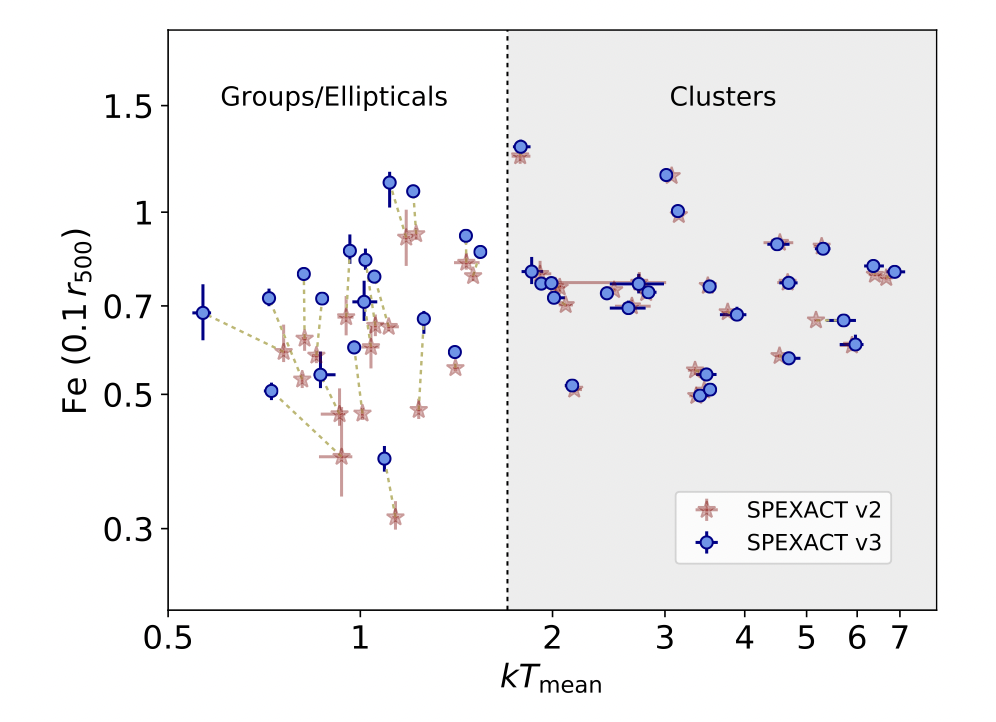 Groups/Ellipticals
Clusters
1.5
1
0.7
0.5
0.3
Fe (0.1 r500)
SPEXACT v2
SPEXACT v3
0.5 1 2 3 4 5 6 7
kTmean